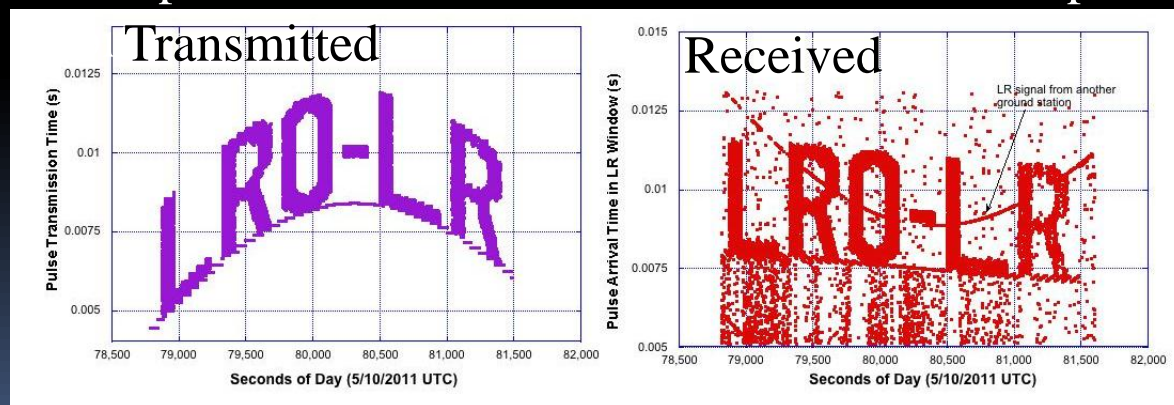 Transmitted
Pulse Transmission Time (s)
0.0125
0.01
0.0075
0.005
LRO-LR
78,500 79,000 79,500 80,000 80,500 81,000 81,500 82,000
Seconds of Day (5/10/2011 UTC)
Received
Pulse Arrival Time in LR Window (s)
0.015
0.0125
0.01
0.0075
0.005
LR signal from another
ground station
LRO-LR
78,500 79,000 79,500 80,000 80,500 81,000 81,500 82,000
Seconds of Day (5/10/2011 UTC)